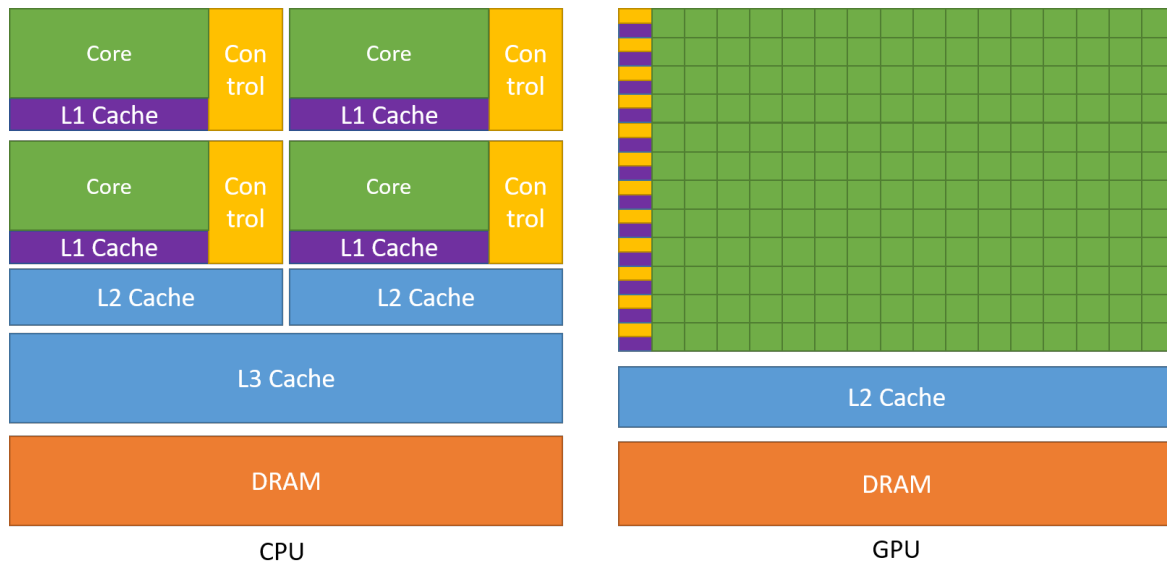 Core
Con
trol
L1 Cache
Core
Con
trol
L1 Cache
Core
Con
trol
L1 Cache
Core
Con
trol
L1 Cache
L2 Cache
L2 Cache
L3 Cache
DRAM
CPU
L2 Cache
DRAM
GPU